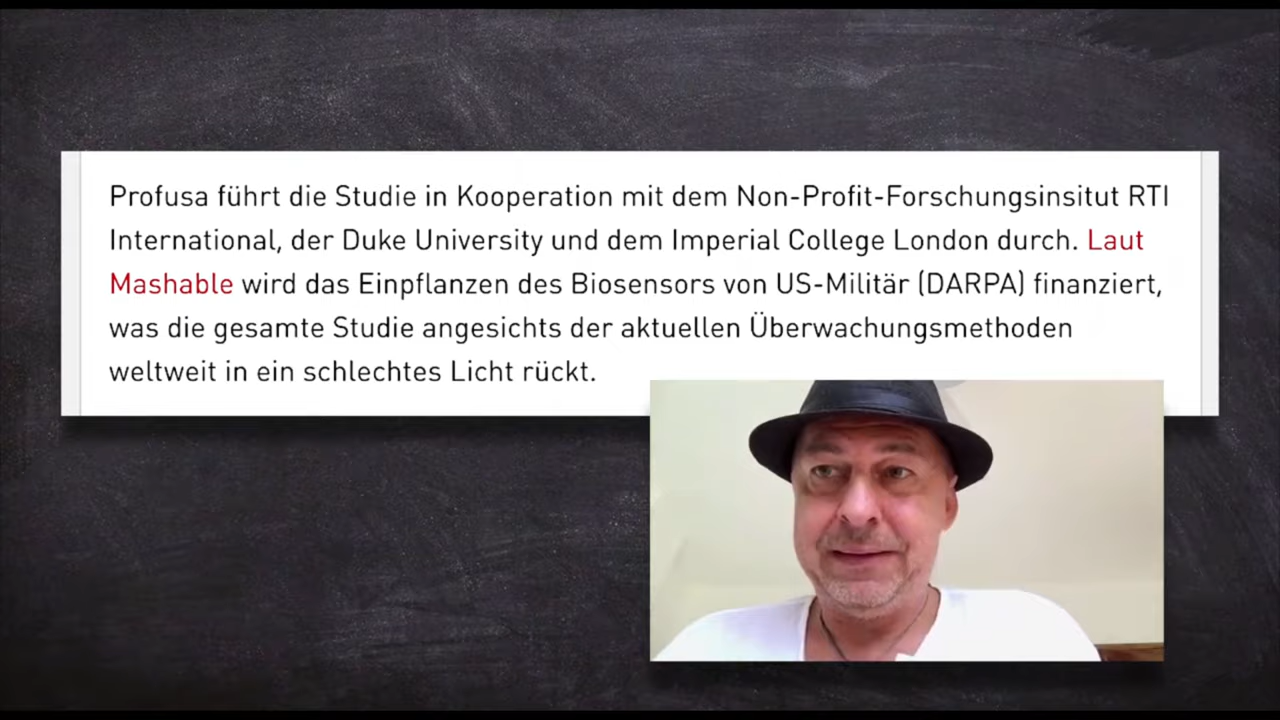 Profusa führt die Studie in Kooperation mit dem Non-Profit-Forschungsinsitut RTI
International, der Duke University und dem Imperial College London durch. Laut
Mashable wird das Einpflanzen des Biosensors von US-Militär (DARPA) finanziert,
was die gesamte Studie angesichts der aktuellen Überwachungsmethoden
weltweit in ein schlechtes Licht rückt.